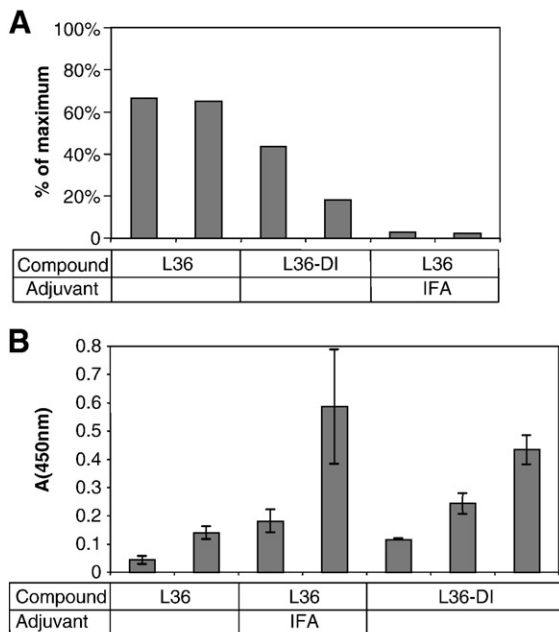 A
100%
80%
60%
40%
20%
0
% of maximum
Compound L36 L36-DI L36
Adjuvant IFA
B
0.8
0.7
0.6
0.5
0.4
0.3
0.2
0.1
0
A(450nm)
Compound L36 L36 L36-DI
Adjuvant IFA